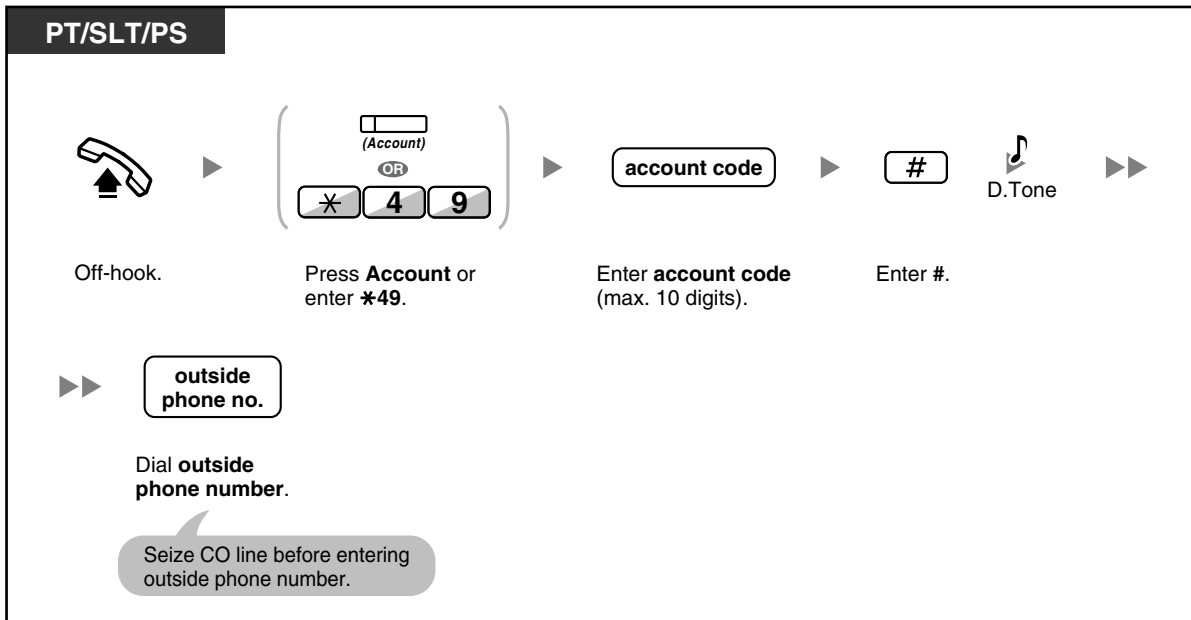 PT/SLT/PS
(Account)
OR
* 4 9
account code
#
D.Tone
Off-hook.
Press Account or
enter *49.
Enter account code
(max. 10 digits).
Enter #.
outside
phone no.
Dial outside
phone number.
Seize CO line before entering
outside phone number.